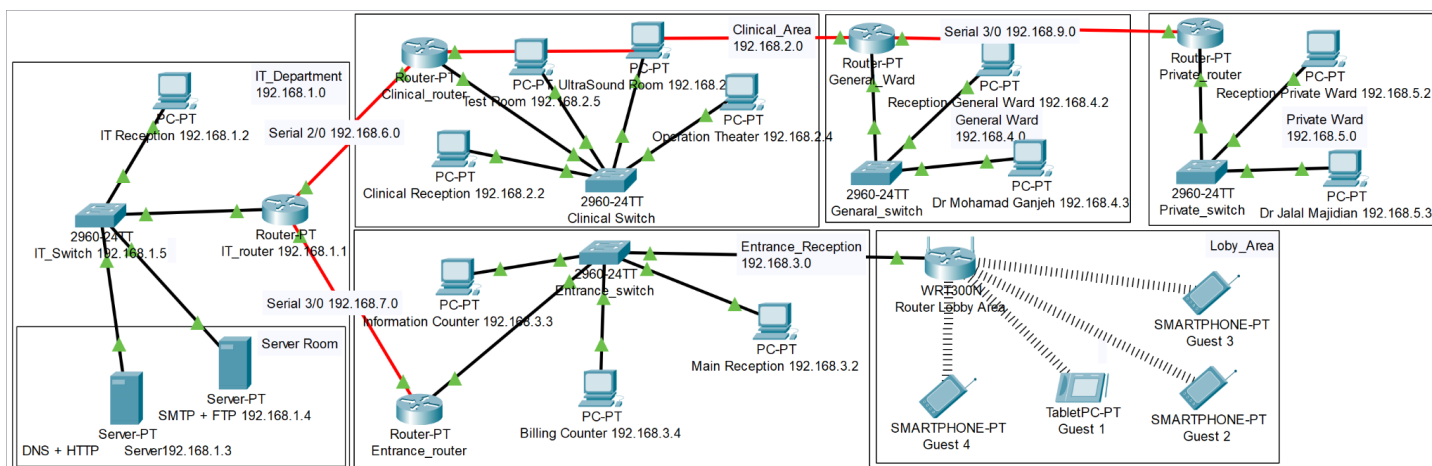 IT_Department
192.168.1.0
PC-PT
IT Reception 192.168.1.2
Serial 2/0 192.168.6.0
2960-24TT
IT_Switch 192.168.1.5
Router-PT
IT_router 192.168.1.1
Serial 3/0 192.168.7.0
Server Room
Server-PT
SMTP + FTP 192.168.1.4
Server-PT
DNS + HTTP
Server192.168.1.3
Clinical_Area
192.168.2.0
Router-PT
Clinical_router
PC-PT
Test Room 192.168.2.5
PC-PT
UltraSound Room 192.168.2
PC-PT
Operation Theater 192.168.2.4
PC-PT
Clinical Reception 192.168.2.2
2960-24TT
Clinical Switch
Serial 3/0 192.168.9.0
Router-PT
General_Ward
PC-PT
Reception General Ward 192.168.4.2
General Ward
192.168.4.0
2960-24TT
Genaral_switch
PC-PT
Dr Mohamad Ganjeh 192.168.4.3
Router-PT
Private_router
PC-PT
Reception Private Ward 192.168.5.2
Private Ward
192.168.5.0
2960-24TT
Private_switch
PC-PT
Dr Jalal Majidian 192.168.5.3
Entrance_Reception
192.168.3.0
2960-24TT
Entrance_switch
PC-PT
Information Counter 192.168.3.3
PC-PT
Main Reception 192.168.3.2
PC-PT
Billing Counter 192.168.3.4
Router-PT
Entrance_router
Loby_Area
WRT300N
Router Lobby Area
SMARTPHONE-PT
Guest 3
SMARTPHONE-PT
Guest 4
TabletPC-PT
Guest 1
SMARTPHONE-PT
Guest 2